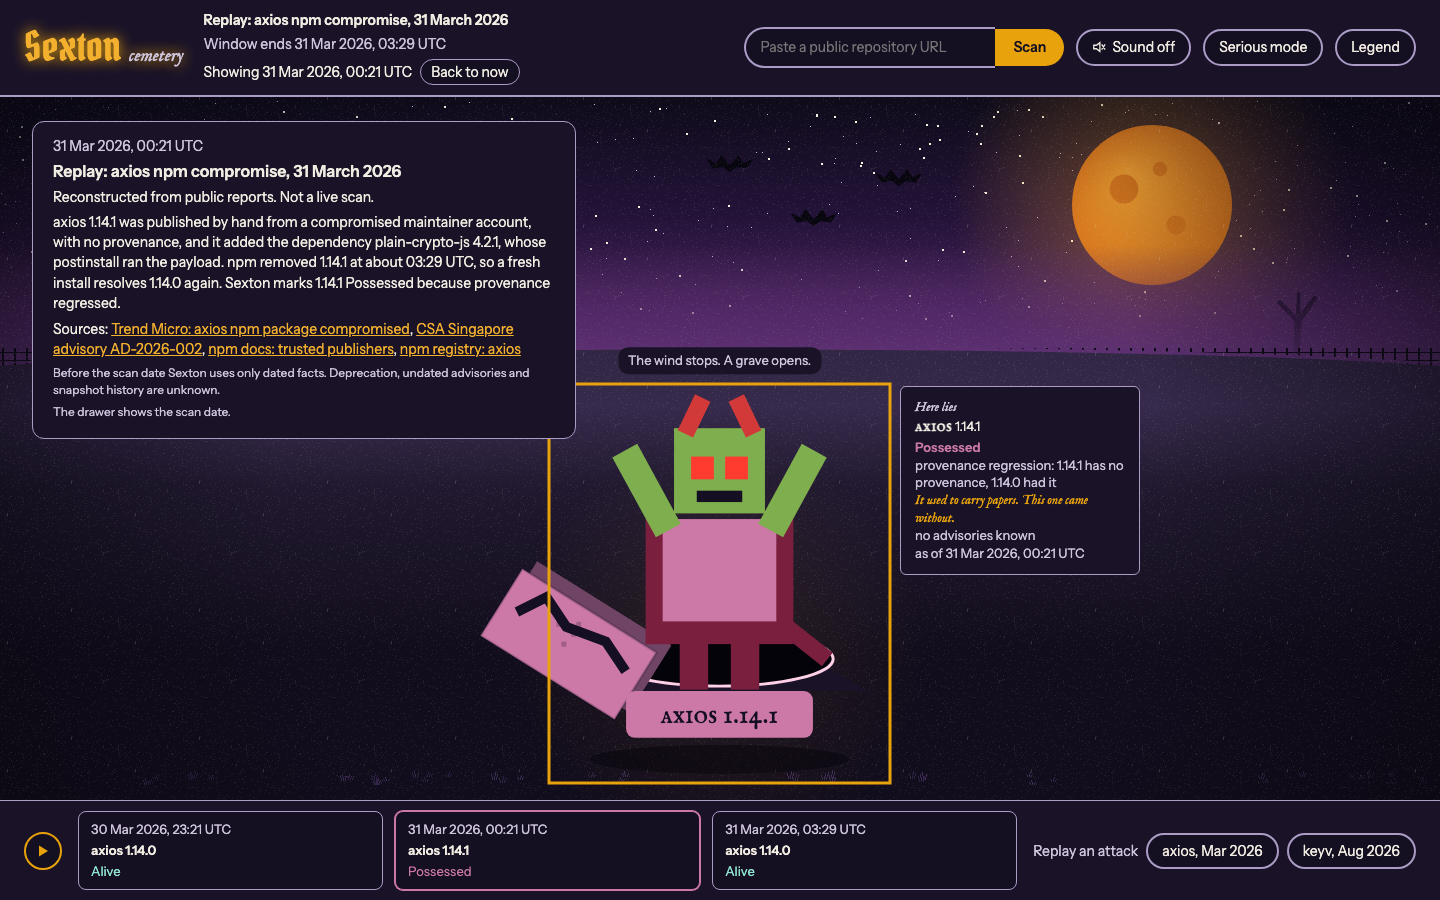 Sexton cemetery
Replay: axios npm compromise, 31 March 2026
Window ends 31 Mar 2026, 03:29 UTC
Showing 31 Mar 2026, 00:21 UTC
Back to now
Paste a public repository URL
Scan
Sound off
Serious mode
Legend
31 Mar 2026, 00:21 UTC
Replay: axios npm compromise, 31 March 2026
Reconstructed from public reports. Not a live scan.
axios 1.14.1 was published by hand from a compromised maintainer account,
with no provenance, and it added the dependency plain-crypto-js 4.2.1, whose
postinstall ran the payload. npm removed 1.14.1 at about 03:29 UTC, so a fresh
install resolves 1.14.0 again. Sexton marks 1.14.1 Possessed because provenance
regressed.
Sources: Trend Micro: axios npm package compromised, CSA Singapore
advisory AD-2026-002, npm docs: trusted publishers, npm registry: axios
Before the scan date Sexton uses only dated facts. Deprecation, undated advisories and
snapshot history are unknown.
The drawer shows the scan date.
The wind stops. A grave opens.
Here lies
AXIOS 1.14.1
Possessed
provenance regression: 1.14.1 has no
provenance, 1.14.0 had it
It used to carry papers. This one came
without.
no advisories known
as of 31 Mar 2026, 00:21 UTC
AXIOS 1.14.1
30 Mar 2026, 23:21 UTC
axios 1.14.0
Alive
31 Mar 2026, 00:21 UTC
axios 1.14.1
Possessed
31 Mar 2026, 03:29 UTC
axios 1.14.0
Alive
Replay an attack
axios, Mar 2026
keyv, Aug 2026